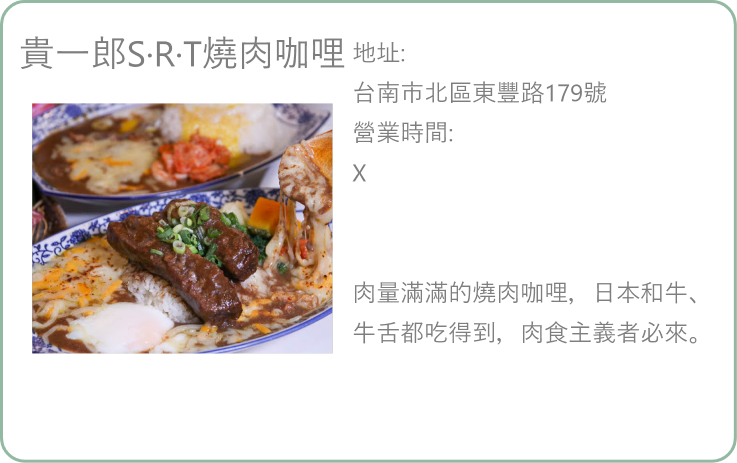 貴一郎S·R·T燒肉咖哩
地址:
台南市北區東豐路179號
營業時間:
X
肉量滿滿的燒肉咖哩，日本和牛、
牛舌都吃得到，肉食主義者必來。